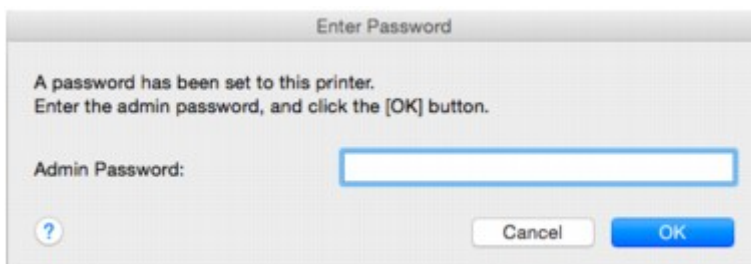 Enter Password
A password has been set to this printer.
Enter the admin password, and click the [OK] button.
Admin Password:
?
Cancel
OK